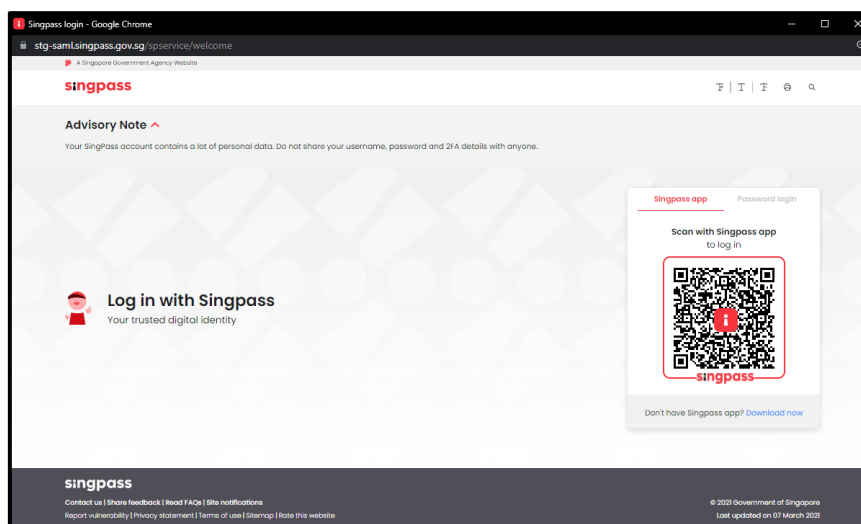 Singpass login - Google Chrome
stg-saml.singpass.gov.sg/spservice/welcome
A Singapore Government Agency Website
singpass
Advisory Note
Your SingPass account contains a lot of personal data. Do not share your username, password and 2FA details with anyone.
Singpass app Password login
Scan with Singpass app
to log in
Log in with Singpass
Your trusted digital identity
singpass
Don't have Singpass app? Download now
singpass
Contact us | Share feedback | Read FAQs | Site notifications
© 2021 Government of Singapore
Report vulnerability | Privacy statement | Terms of use | Sitemap | Rate this website
Last updated on 07 March 2021